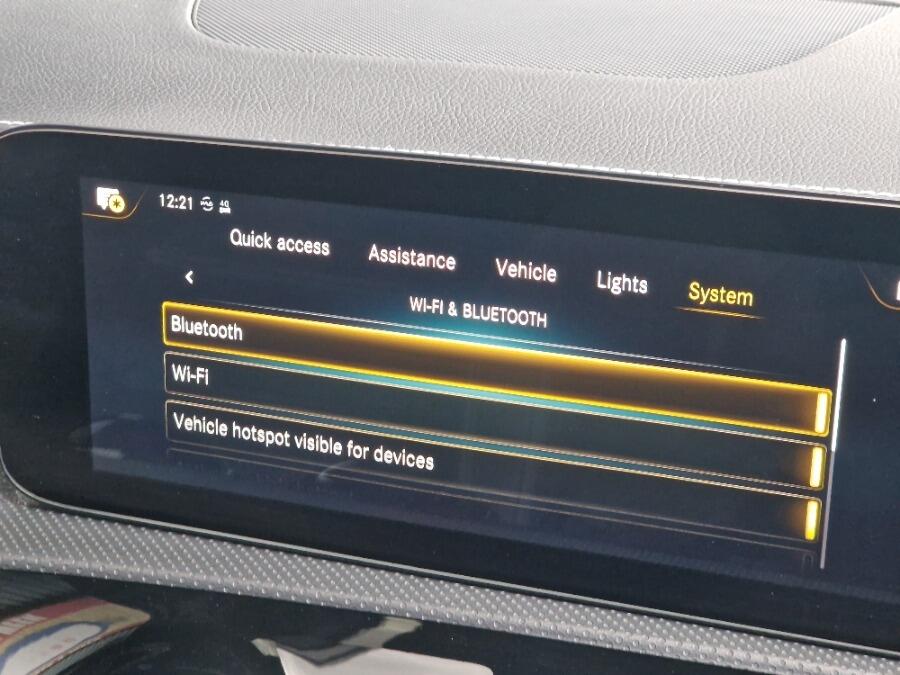 12:21 4G
Quick access Assistance Vehicle Lights System
WI-FI & BLUETOOTH
Bluetooth
Wi-Fi
Vehicle hotspot visible for devices